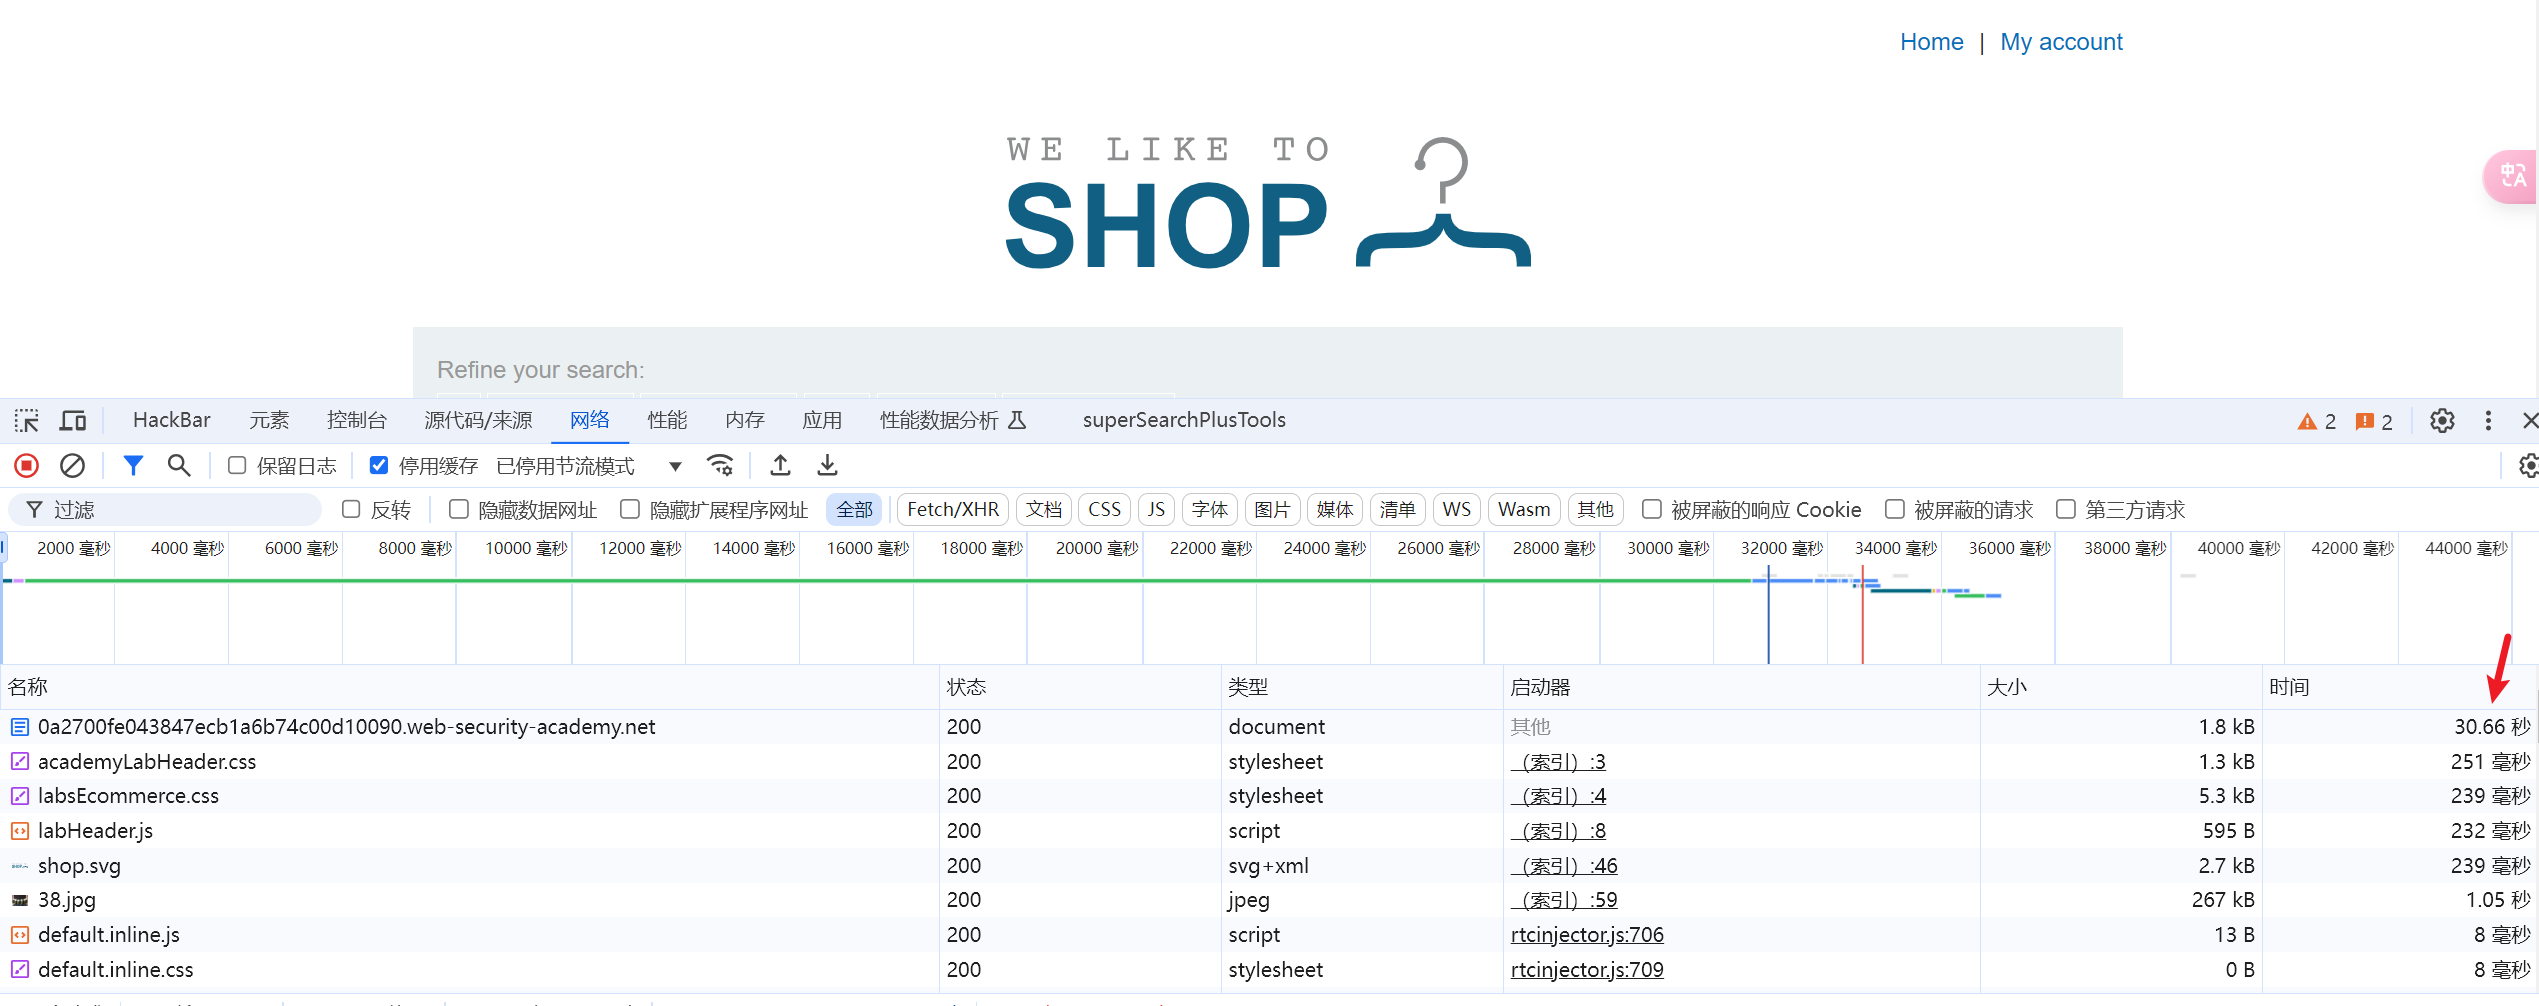 Home | My account
WE LIKE TO
SHOP
Refine your search:
HackBar 元素 控制台 源代码/来源 网络 性能 内存 应用 性能数据分析 superSearchPlusTools 2 2
保留日志 停用缓存 已停用节流模式
过滤 反转 隐藏数据网址 隐藏扩展程序网址 全部 Fetch/XHR 文档 CSS JS 字体 图片 媒体 清单 WS Wasm 其他 被屏蔽的响应 Cookie 被屏蔽的请求 第三方请求
2000 毫秒 4000 毫秒 6000 毫秒 8000 毫秒 10000 毫秒 12000 毫秒 14000 毫秒 16000 毫秒 18000 毫秒 20000 毫秒 22000 毫秒 24000 毫秒 26000 毫秒 28000 毫秒 30000 毫秒 32000 毫秒 34000 毫秒 36000 毫秒 38000 毫秒 40000 毫秒 42000 毫秒 44000 毫秒
名称 状态 类型 启动器 大小 时间
0a2700fe043847ecb1a6b74c00d10090.web-security-academy.net 200 document 其他 1.8 kB 30.66 秒
academyLabHeader.css 200 stylesheet （索引）:3 1.3 kB 251 毫秒
labsEcommerce.css 200 stylesheet （索引）:4 5.3 kB 239 毫秒
labHeader.js 200 script （索引）:8 595 B 232 毫秒
shop.svg 200 svg+xml （索引）:46 2.7 kB 239 毫秒
38.jpg 200 jpeg （索引）:59 267 kB 1.05 秒
default.inline.js 200 script rtcinjector.js:706 13 B 8 毫秒
default.inline.css 200 stylesheet rtcinjector.js:709 0 B 8 毫秒